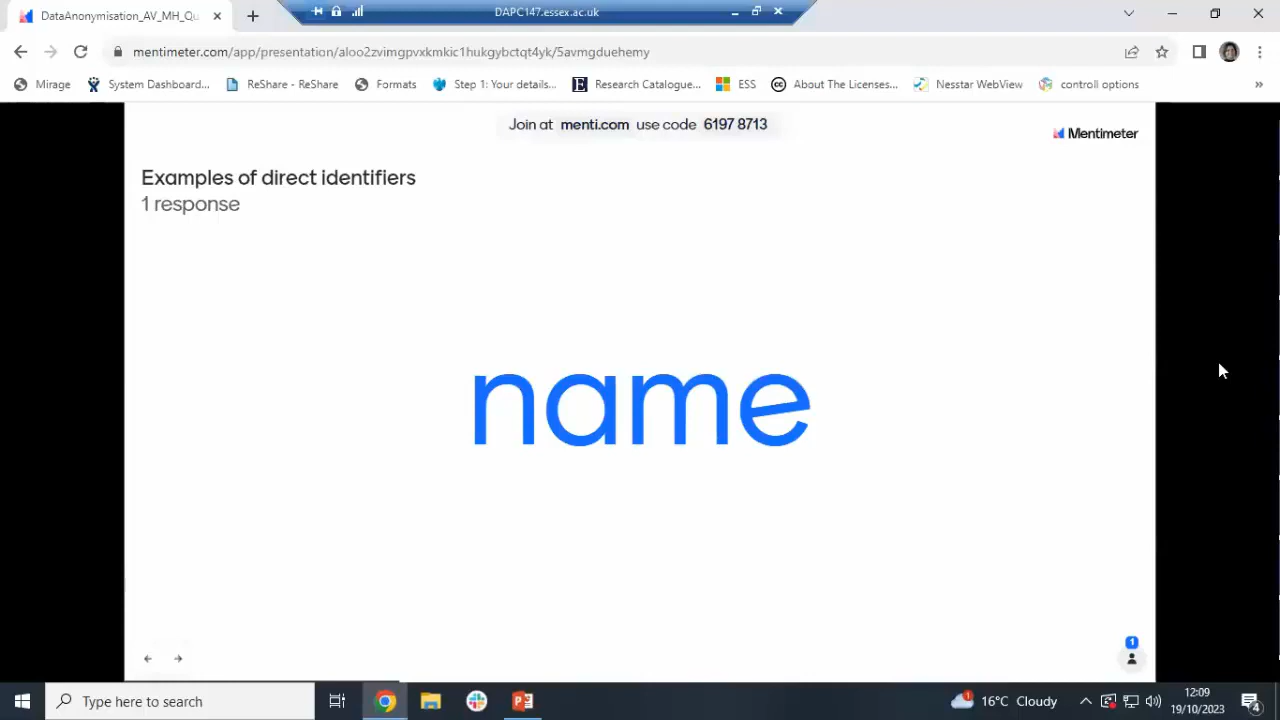 DataAnonymisation_AV_MH_Qu
DAPC147.essex.ac.uk
mentimeter.com/app/presentation/aloo2zvimgpvxkmkic1hukgybctqt4yk/5avmgduehemy
Mirage System Dashboard... ReShare - ReShare Formats Step 1: Your details... Research Catalogue... ESS About The Licenses... Nesstar WebView controll options »
Join at menti.com use code 6197 8713
Mentimeter
Examples of direct identifiers
1 response
name
1
Type here to search
1 16°C Cloudy
12:09
19/10/2023
4